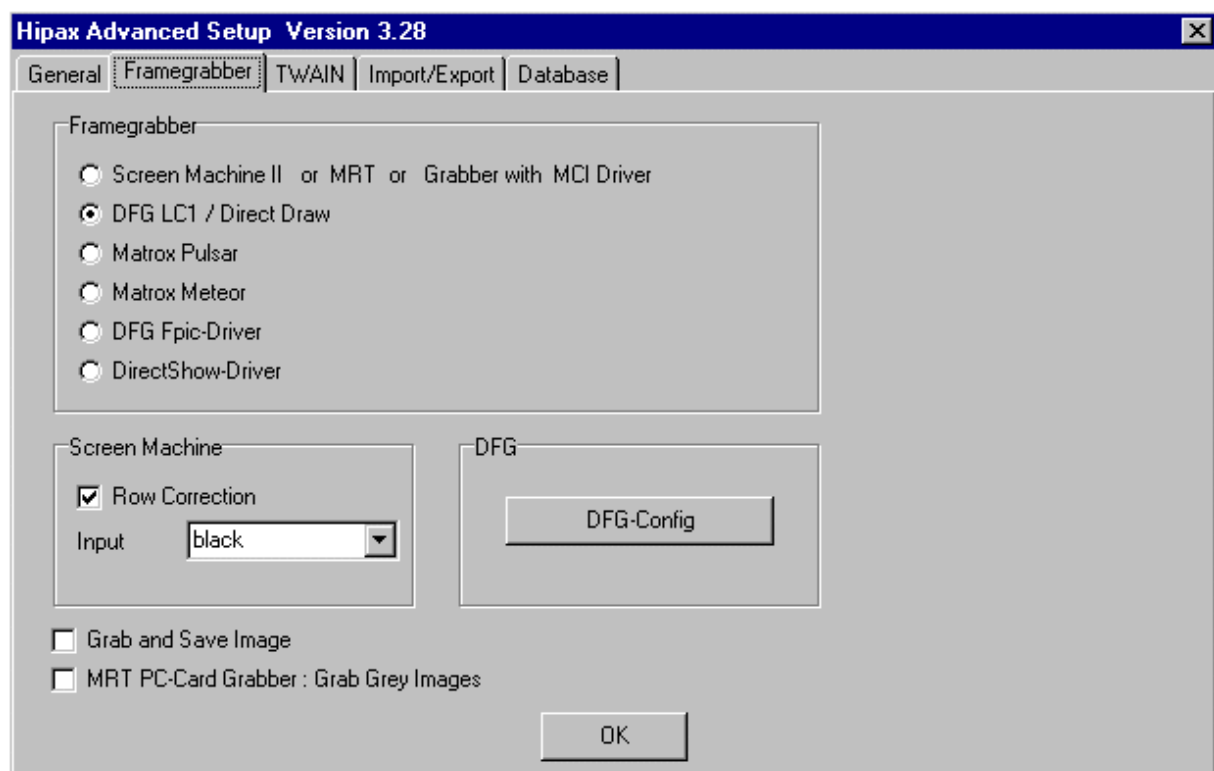 Hipax Advanced Setup Version 3.28
General Framegrabber TWAIN Import/Export Database
Framegrabber
Screen Machine II or MRT or Grabber with MCI Driver
DFG LC1 / Direct Draw
Matrox Pulsar
Matrox Meteor
DFG Fpic-Driver
DirectShow-Driver
Screen Machine
Row Correction
Input black
DFG
DFG-Config
Grab and Save Image
MRT PC-Card Grabber : Grab Grey Images
OK